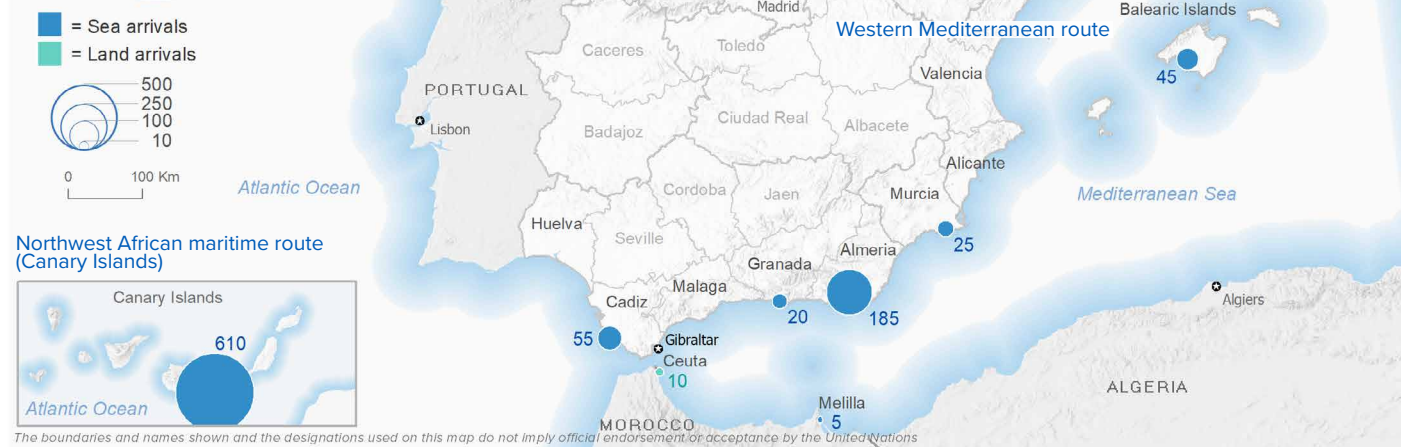 Madrid
Balearic Islands
= Sea arrivals
Western Mediterranean route
Caceres
Toledo
= Land arrivals
Valencia
45
500
PORTUGAL
250
100
Ciudad Real
Albacete
Lisbon
Badajoz
10
Alicante
0
100 Km
Atlantic Ocean
Cordoba
Jaen
Murcia
Mediterranean Sea
Huelva
Seville
25
Northwest African maritime route
(Canary Islands)
Almeria
Granada
Malaga
Canary Islands
Cadiz
Algiers
20
185
610
55
Gibraltar
Ceuta
10
ALGERIA
Atlantic Ocean
Melilla
5
MOROCCO
The boundaries and names shown and the designations used on this map do not imply official endorsement or acceptance by the United Nations